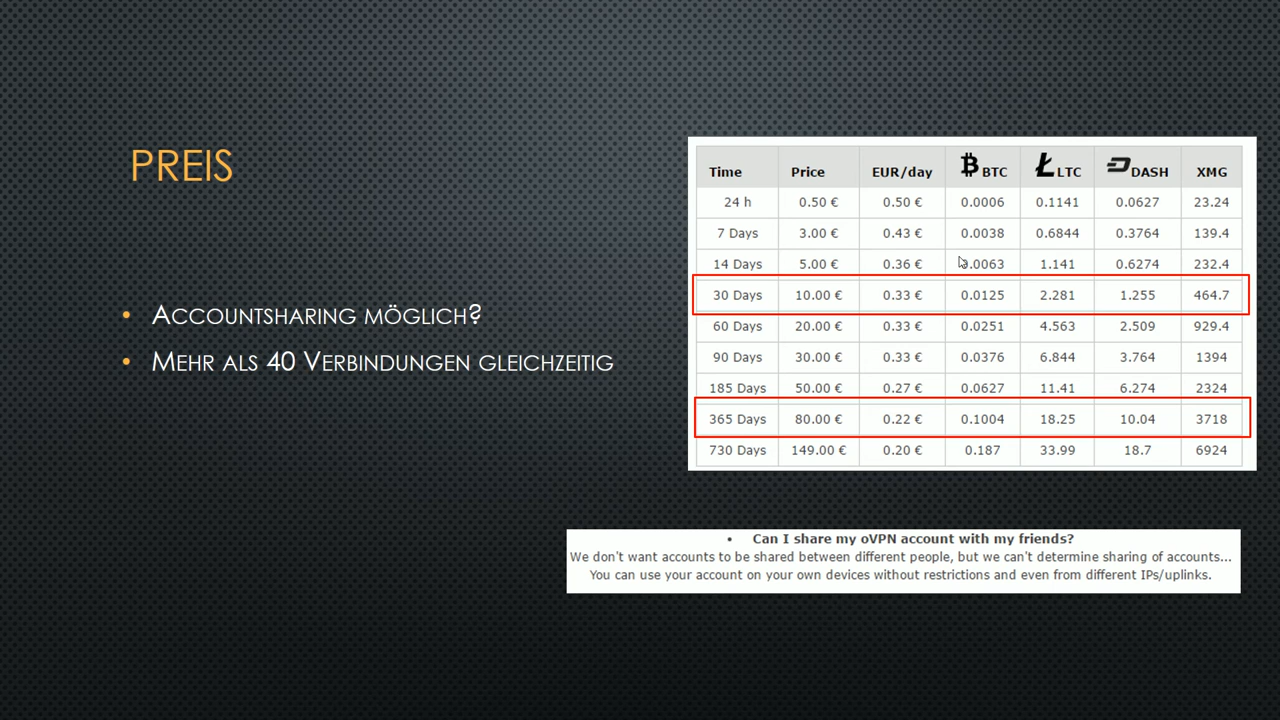 PREIS
• ACCOUNTSHARING MÖGLICH?
• MEHR ALS 40 VERBINDUNGEN GLEICHZEITIG
Time Price EUR/day BTC LTC DASH XMG
24 h 0.50 € 0.50 € 0.0006 0.1141 0.0627 23.24
7 Days 3.00 € 0.43 € 0.0038 0.6844 0.3764 139.4
14 Days 5.00 € 0.36 € 0.0063 1.141 0.6274 232.4
30 Days 10.00 € 0.33 € 0.0125 2.281 1.255 464.7
60 Days 20.00 € 0.33 € 0.0251 4.563 2.509 929.4
90 Days 30.00 € 0.33 € 0.0376 6.844 3.764 1394
185 Days 50.00 € 0.27 € 0.0627 11.41 6.274 2324
365 Days 80.00 € 0.22 € 0.1004 18.25 10.04 3718
730 Days 149.00 € 0.20 € 0.187 33.99 18.7 6924
• Can I share my oVPN account with my friends?
We don't want accounts to be shared between different people, but we can't determine sharing of accounts...
You can use your account on your own devices without restrictions and even from different IPs/uplinks.